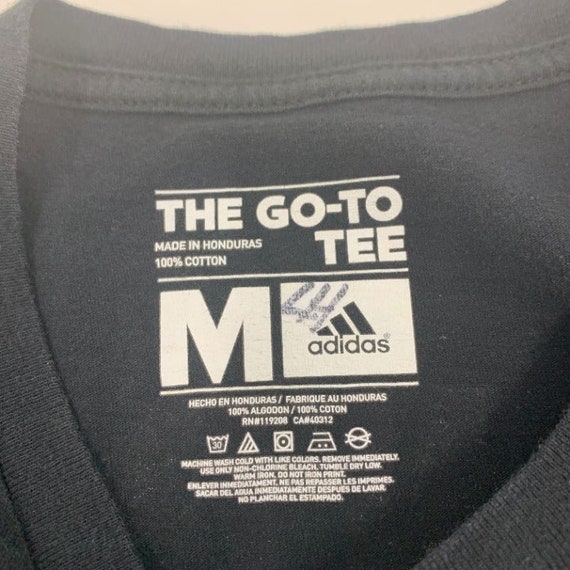 THE GO-TO
TEE
MADE IN HONDURAS
100% COTTON
M
adidas®
HECHO EN HONDURAS / FABRIQUE AU HONDURAS
100% ALGODON / 100% COTON
RN#119208 CA#40312
30
MACHINE WASH COLD WITH LIKE COLORS. REMOVE IMMEDIATELY.
USE ONLY NON-CHLORINE BLEACH. TUMBLE DRY LOW.
WARM IRON. DO NOT IRON PRINT.
ENLEVER IMMEDIATAMENT. NE PAS REPASSER LES IMPRIMES.
SACAR DEL AGUA INMEDIATAMENTE DESPUES DE LAVAR.
NO PLANCHAR EL ESTAMPADO.